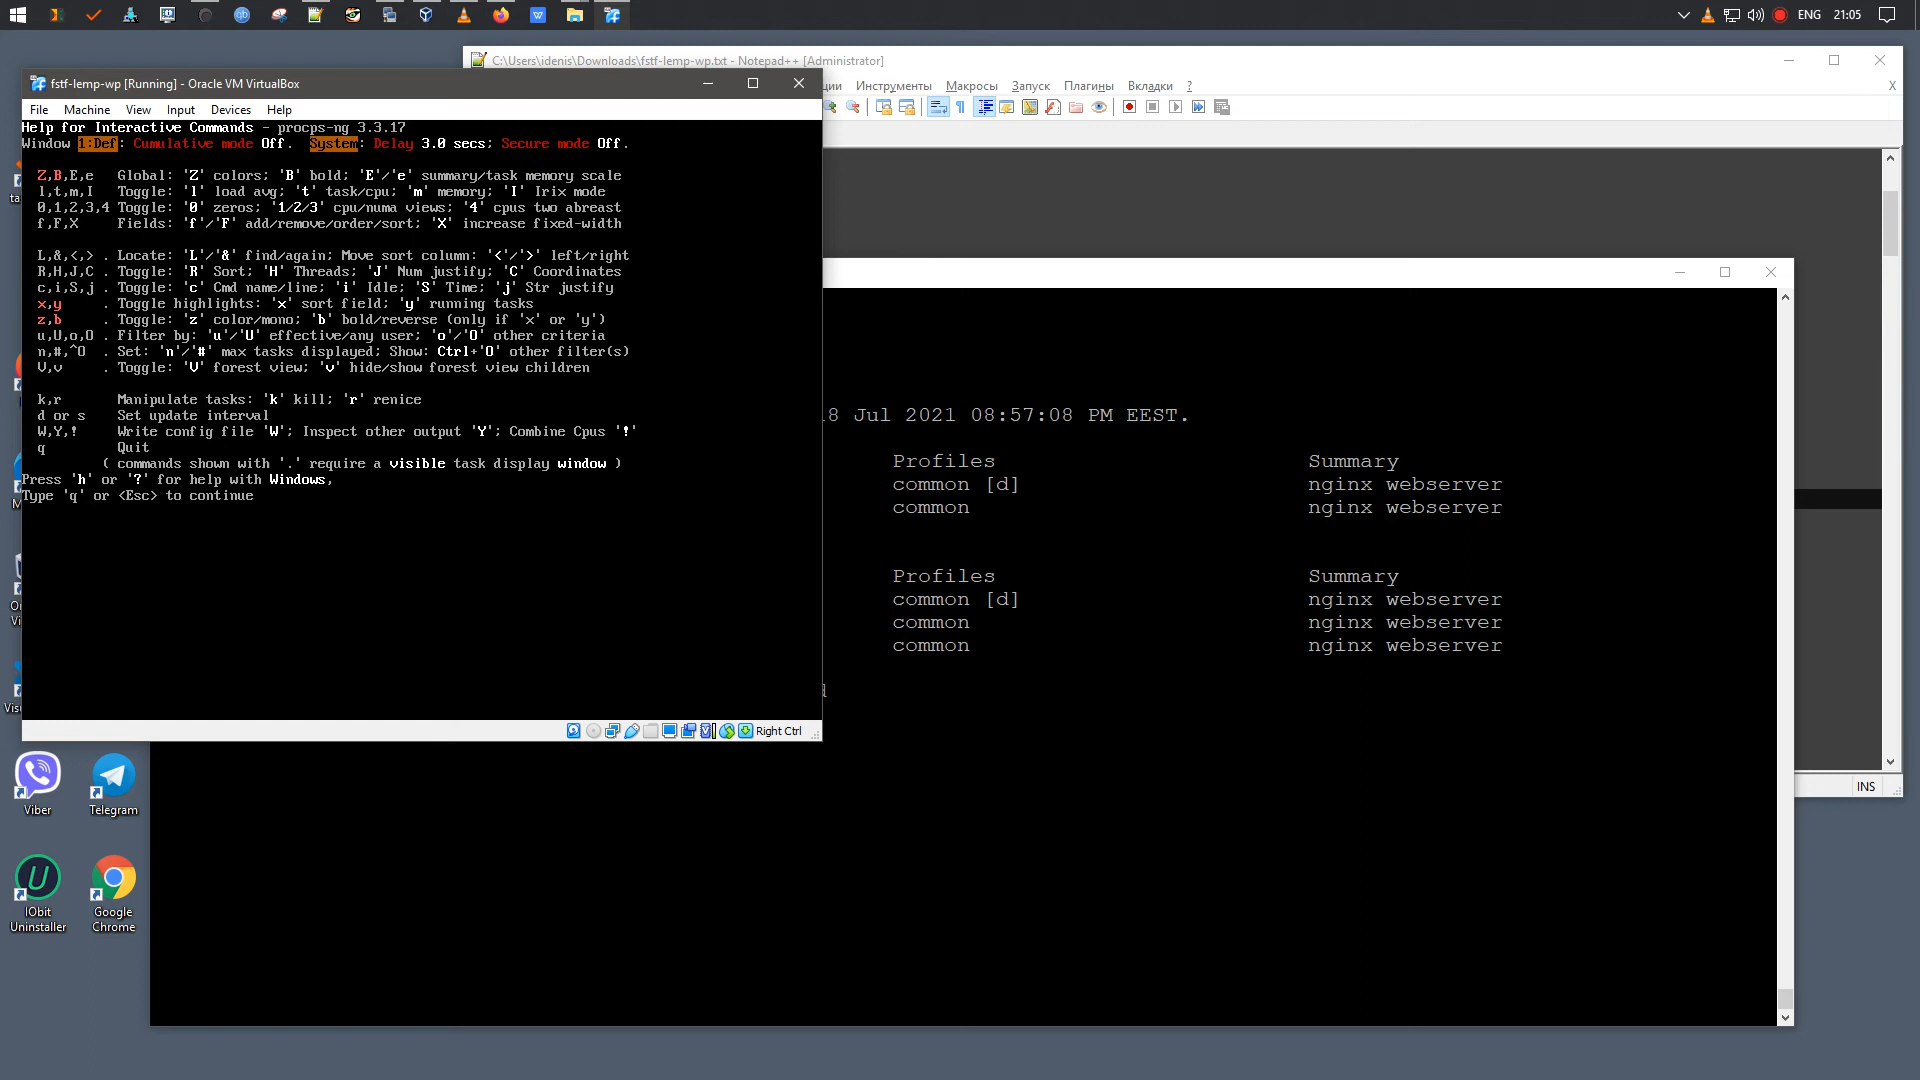 ENG 21:05
C:\Users\idenis\Downloads\fstf-lemp-wp.txt - Notepad++ [Administrator]
Инструменты Макросы Запуск Плагины Вкладки ? X
fstf-lemp-wp [Running] - Oracle VM VirtualBox
File Machine View Input Devices Help
Help for Interactive Commands - procps-ng 3.3.17
Window 1:Def: Cumulative mode Off. System: Delay 3.0 secs; Secure mode Off.
Z,B,E,e Global: 'Z' colors; 'B' bold; 'E'/'e' summary/task memory scale
l,t,m,I Toggle: 'l' load avg; 't' task/cpu; 'm' memory; 'I' Irix mode
0,1,2,3,4 Toggle: '0' zeros; '1/2/3' cpu/numa views; '4' cpus two abreast
f,F,X Fields: 'f'/'F' add/remove/order/sort; 'X' increase fixed-width
L,&,<,> . Locate: 'L'/'&' find/again; Move sort column: '<'/'>' left/right
R,H,J,C . Toggle: 'R' Sort; 'H' Threads; 'J' Num justify; 'C' Coordinates
c,i,S,j . Toggle: 'c' Cmd name/line; 'i' Idle; 'S' Time; 'j' Str justify
x,y . Toggle highlights: 'x' sort field; 'y' running tasks
z,b . Toggle: 'z' color/mono; 'b' bold/reverse (only if 'x' or 'y')
u,U,o,O . Filter by: 'u'/'U' effective/any user; 'o'/'O' other criteria
n,#,^O . Set: 'n'/'#' max tasks displayed; Show: Ctrl+'O' other filter(s)
V,v . Toggle: 'V' forest view; 'v' hide/show forest view children
k,r Manipulate tasks: 'k' kill; 'r' renice
d or s Set update interval
W,Y,! Write config file 'W'; Inspect other output 'Y'; Combine Cpus '!'
q Quit
( commands shown with '.' require a visible task display window )
Press 'h' or '?' for help with Windows,
Type 'q' or <Esc> to continue
Right Ctrl
8 Jul 2021 08:57:08 PM EEST.
Profiles Summary
common [d] nginx webserver
common nginx webserver
Profiles Summary
common [d] nginx webserver
common nginx webserver
common nginx webserver
INS
Viber
Telegram
IObit
Uninstaller
Google
Chrome